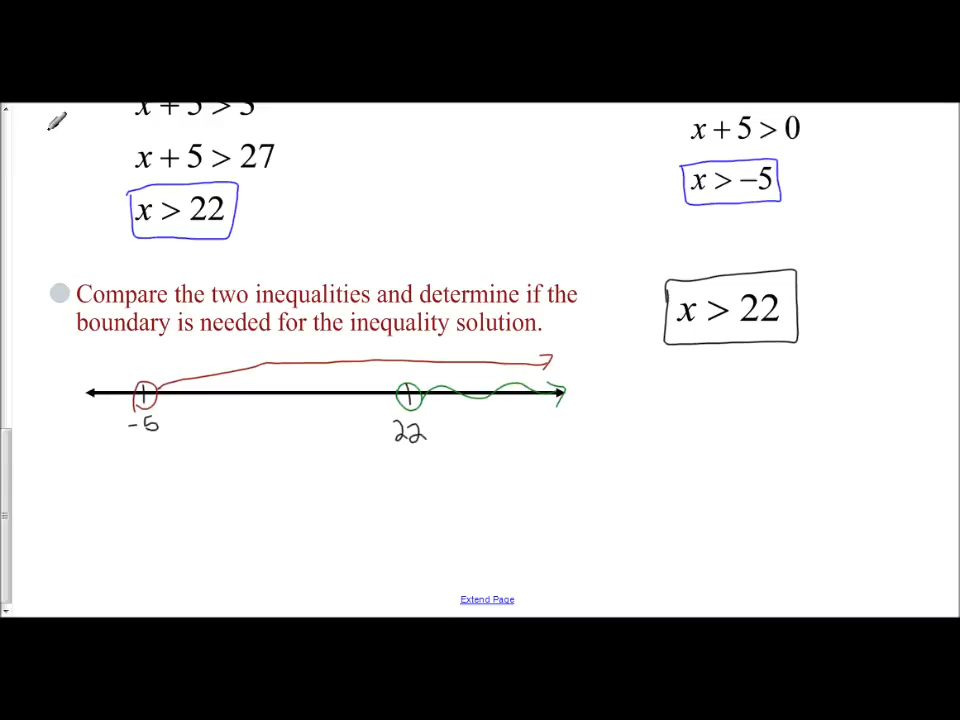 x + 5 >
x + 5 > 27
x > 22
x + 5 > 0
x > −5
Compare the two inequalities and determine if the
boundary is needed for the inequality solution.
x > 22
-5
22
Extend Page